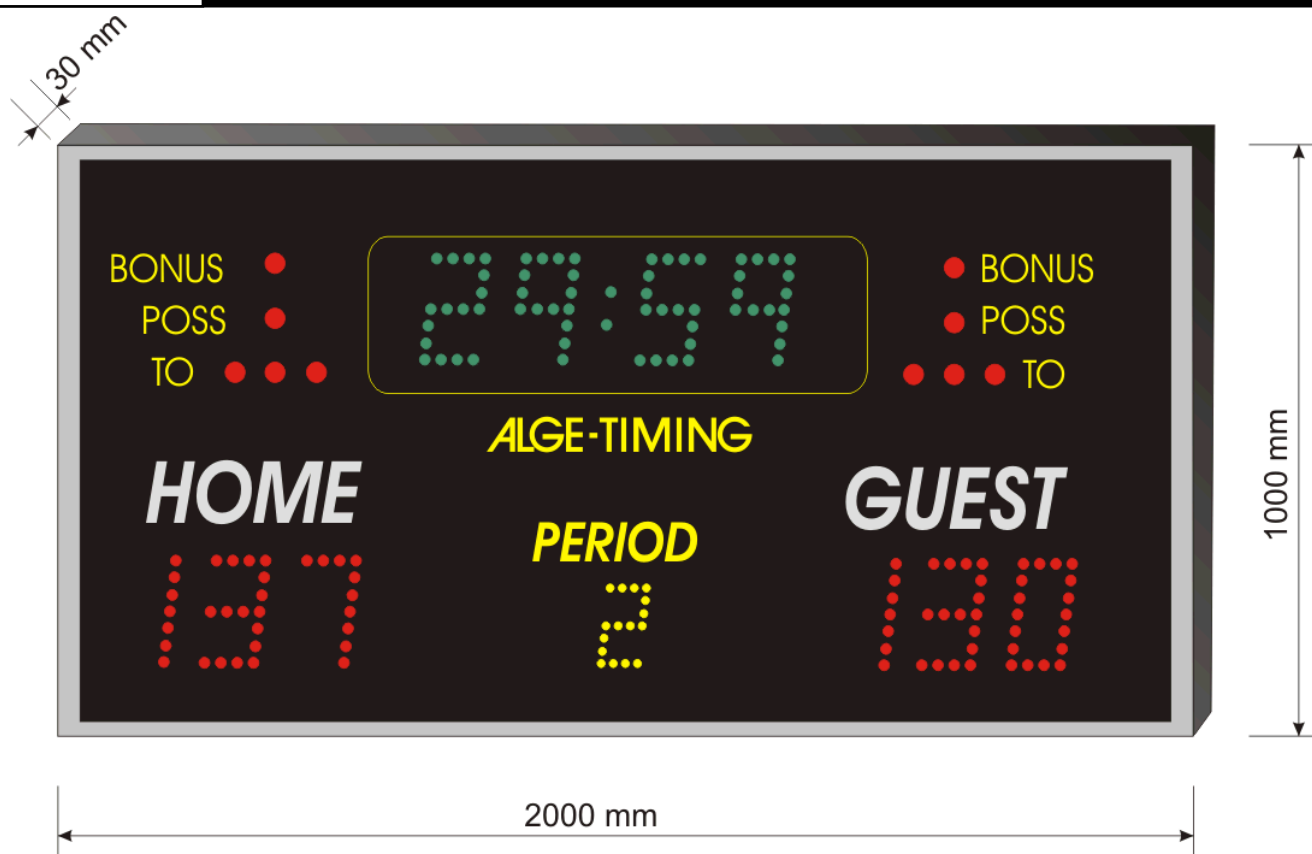 30 mm
BONUS
29:59
BONUS
POSS
POSS
TO
TO
ALGE-TIMING
HOME
GUEST
PERIOD
137
2
130
1000 mm
2000 mm